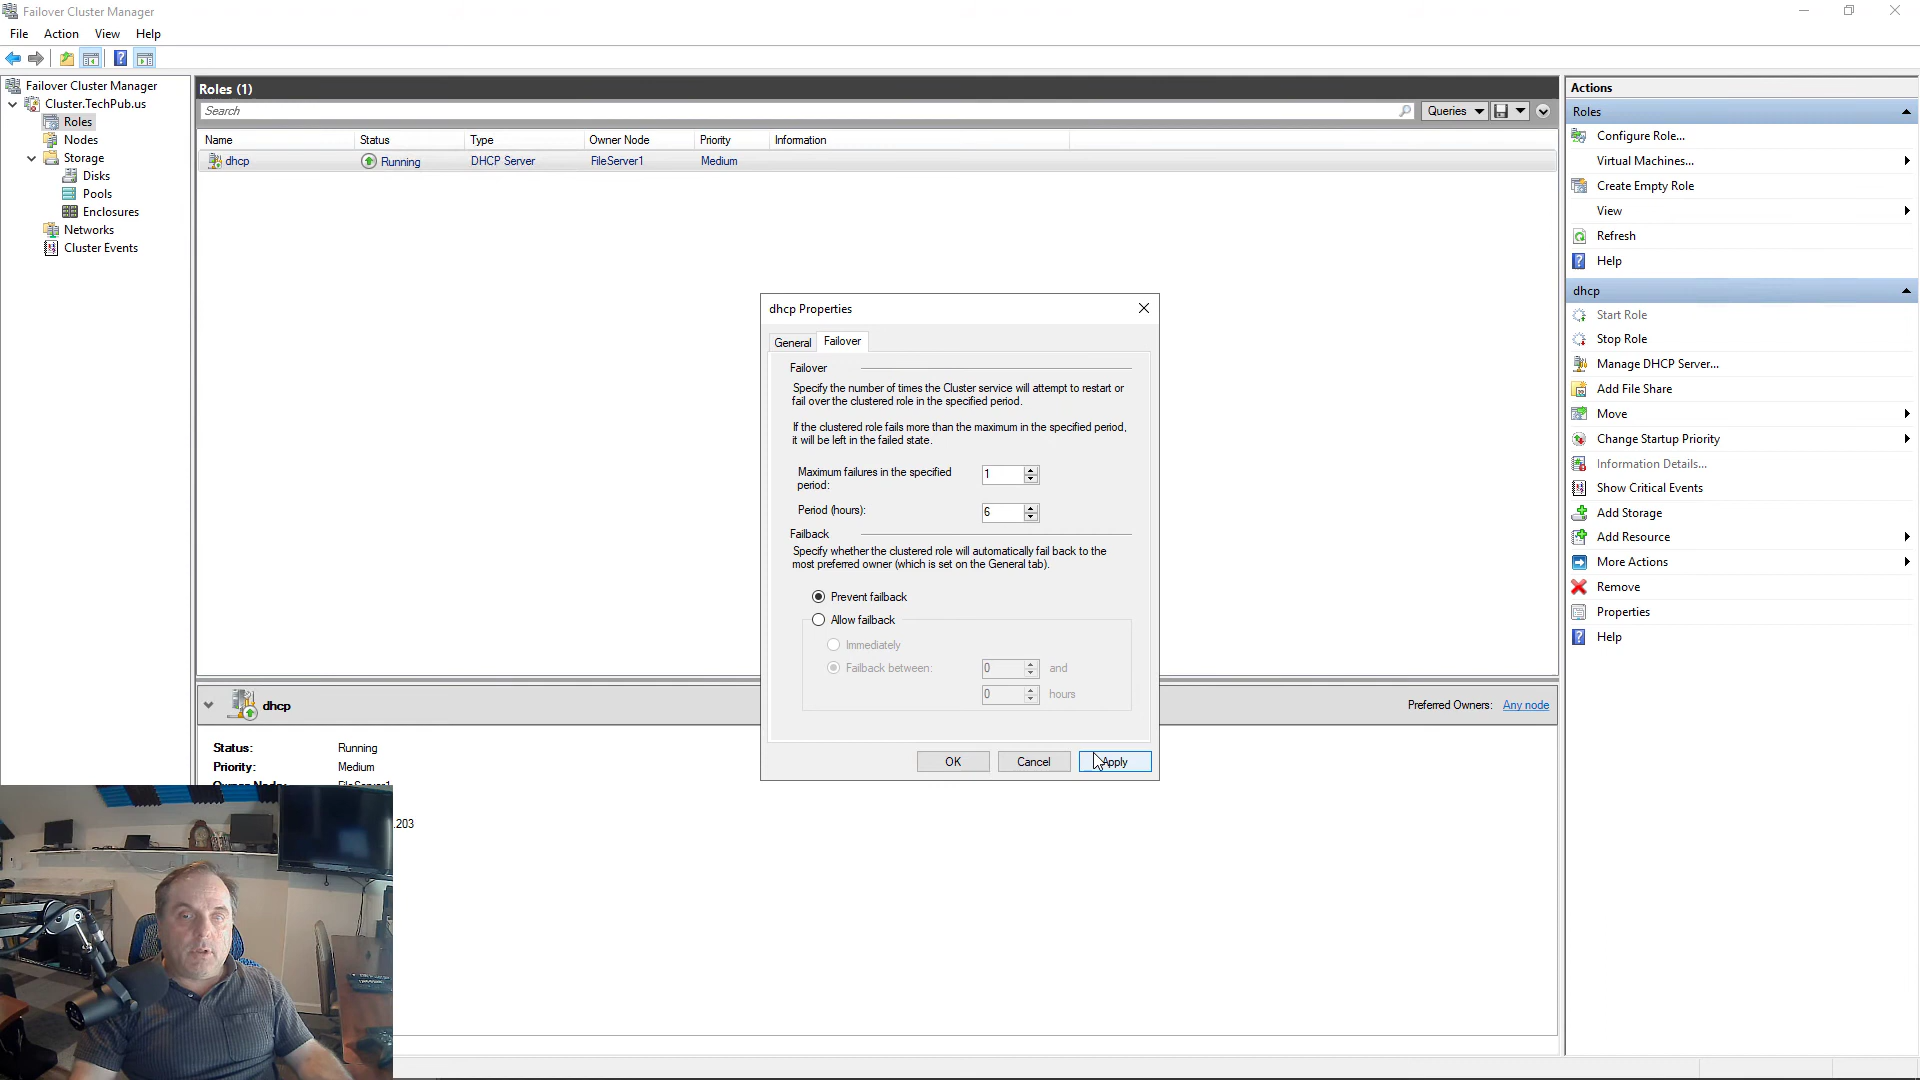 Failover Cluster Manager
File Action View Help
Failover Cluster Manager
Cluster.TechPub.us
Roles
Nodes
Storage
Disks
Pools
Enclosures
Networks
Cluster Events
Roles (1)
Search
Queries
Name Status Type Owner Node Priority Information
dhcp Running DHCP Server FileServer1 Medium
dhcp Properties
General Failover
Failover
Specify the number of times the Cluster service will attempt to restart or
fail over the clustered role in the specified period.
If the clustered role fails more than the maximum in the specified period,
it will be left in the failed state.
Maximum failures in the specified
period:
1
Period (hours): 6
Failback
Specify whether the clustered role will automatically fail back to the
most preferred owner (which is set on the General tab).
Prevent failback
Allow failback
Immediately
Failback between: 0 and
0 hours
OK Cancel Apply
dhcp
Preferred Owners: Any node
Status: Running
Priority: Medium
.203
Actions
Roles
Configure Role...
Virtual Machines...
Create Empty Role
View
Refresh
Help
dhcp
Start Role
Stop Role
Manage DHCP Server...
Add File Share
Move
Change Startup Priority
Information Details...
Show Critical Events
Add Storage
Add Resource
More Actions
Remove
Properties
Help